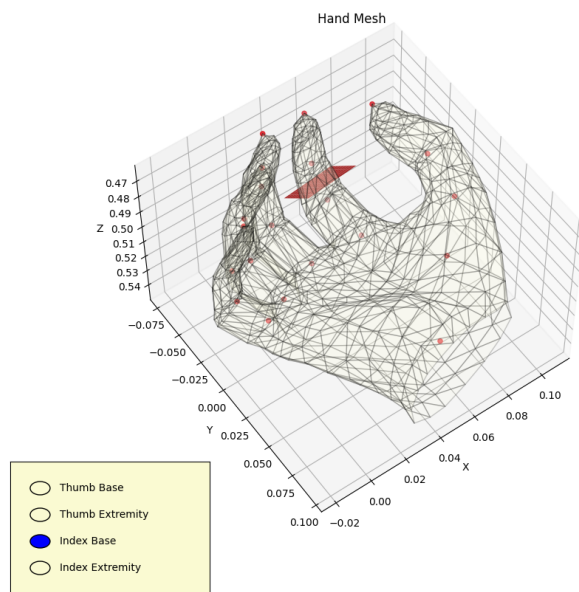 Hand Mesh
0.47
0.48
0.49
Z 0.50
0.51
0.52
0.53
0.54
−0.075
−0.050
−0.025
0.000
Y 0.025
0.050
0.075
0.100
−0.02
0.00
0.02
0.04
X
0.06
0.08
0.10
Thumb Base
Thumb Extremity
Index Base
Index Extremity